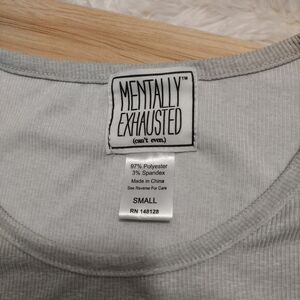 MENTALLY™
EXHAUSTED
(can't even.)
97% Polyester
3% Spandex
Made in China
See Reverse For Care
SMALL
RN 148128